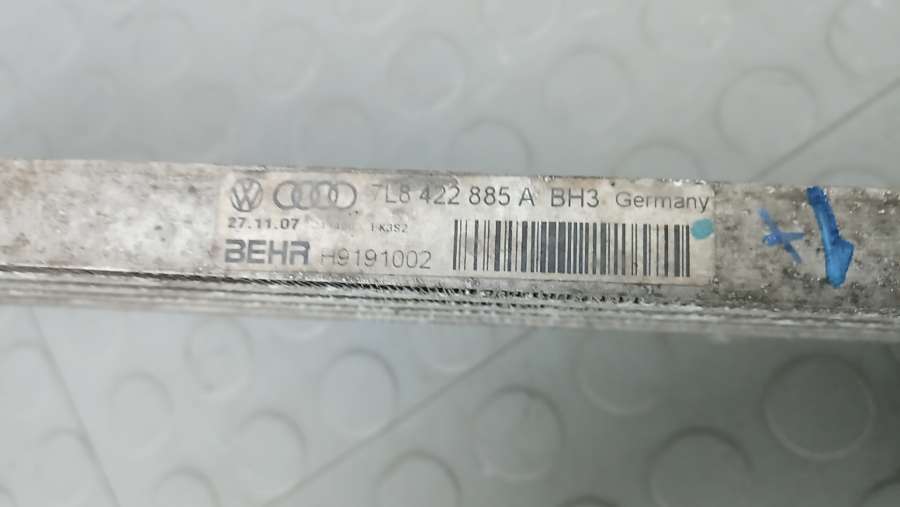 7L8 422 885 A BH3 Germany
27.11.07
BEHR H9191002